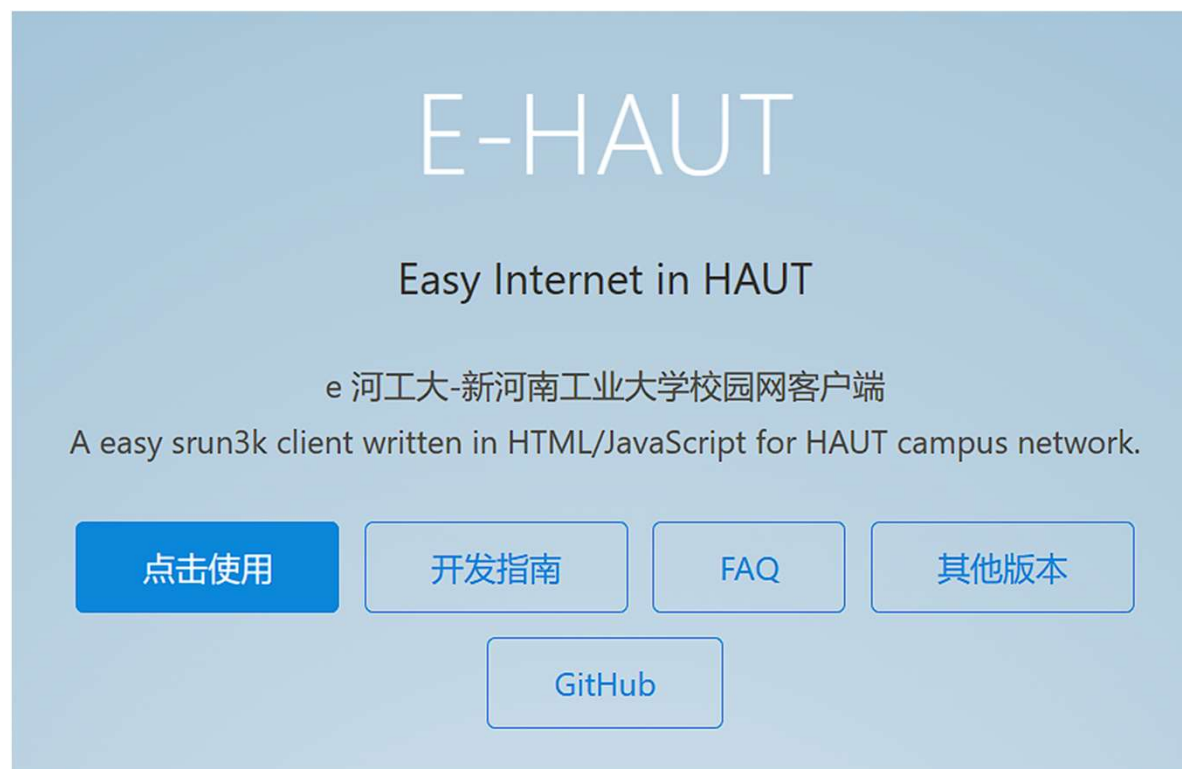 E-HAUT
Easy Internet in HAUT
e 河工大-新河南工业大学校园网客户端
A easy srun3k client written in HTML/JavaScript for HAUT campus network.
点击使用 开发指南 FAQ 其他版本
GitHub